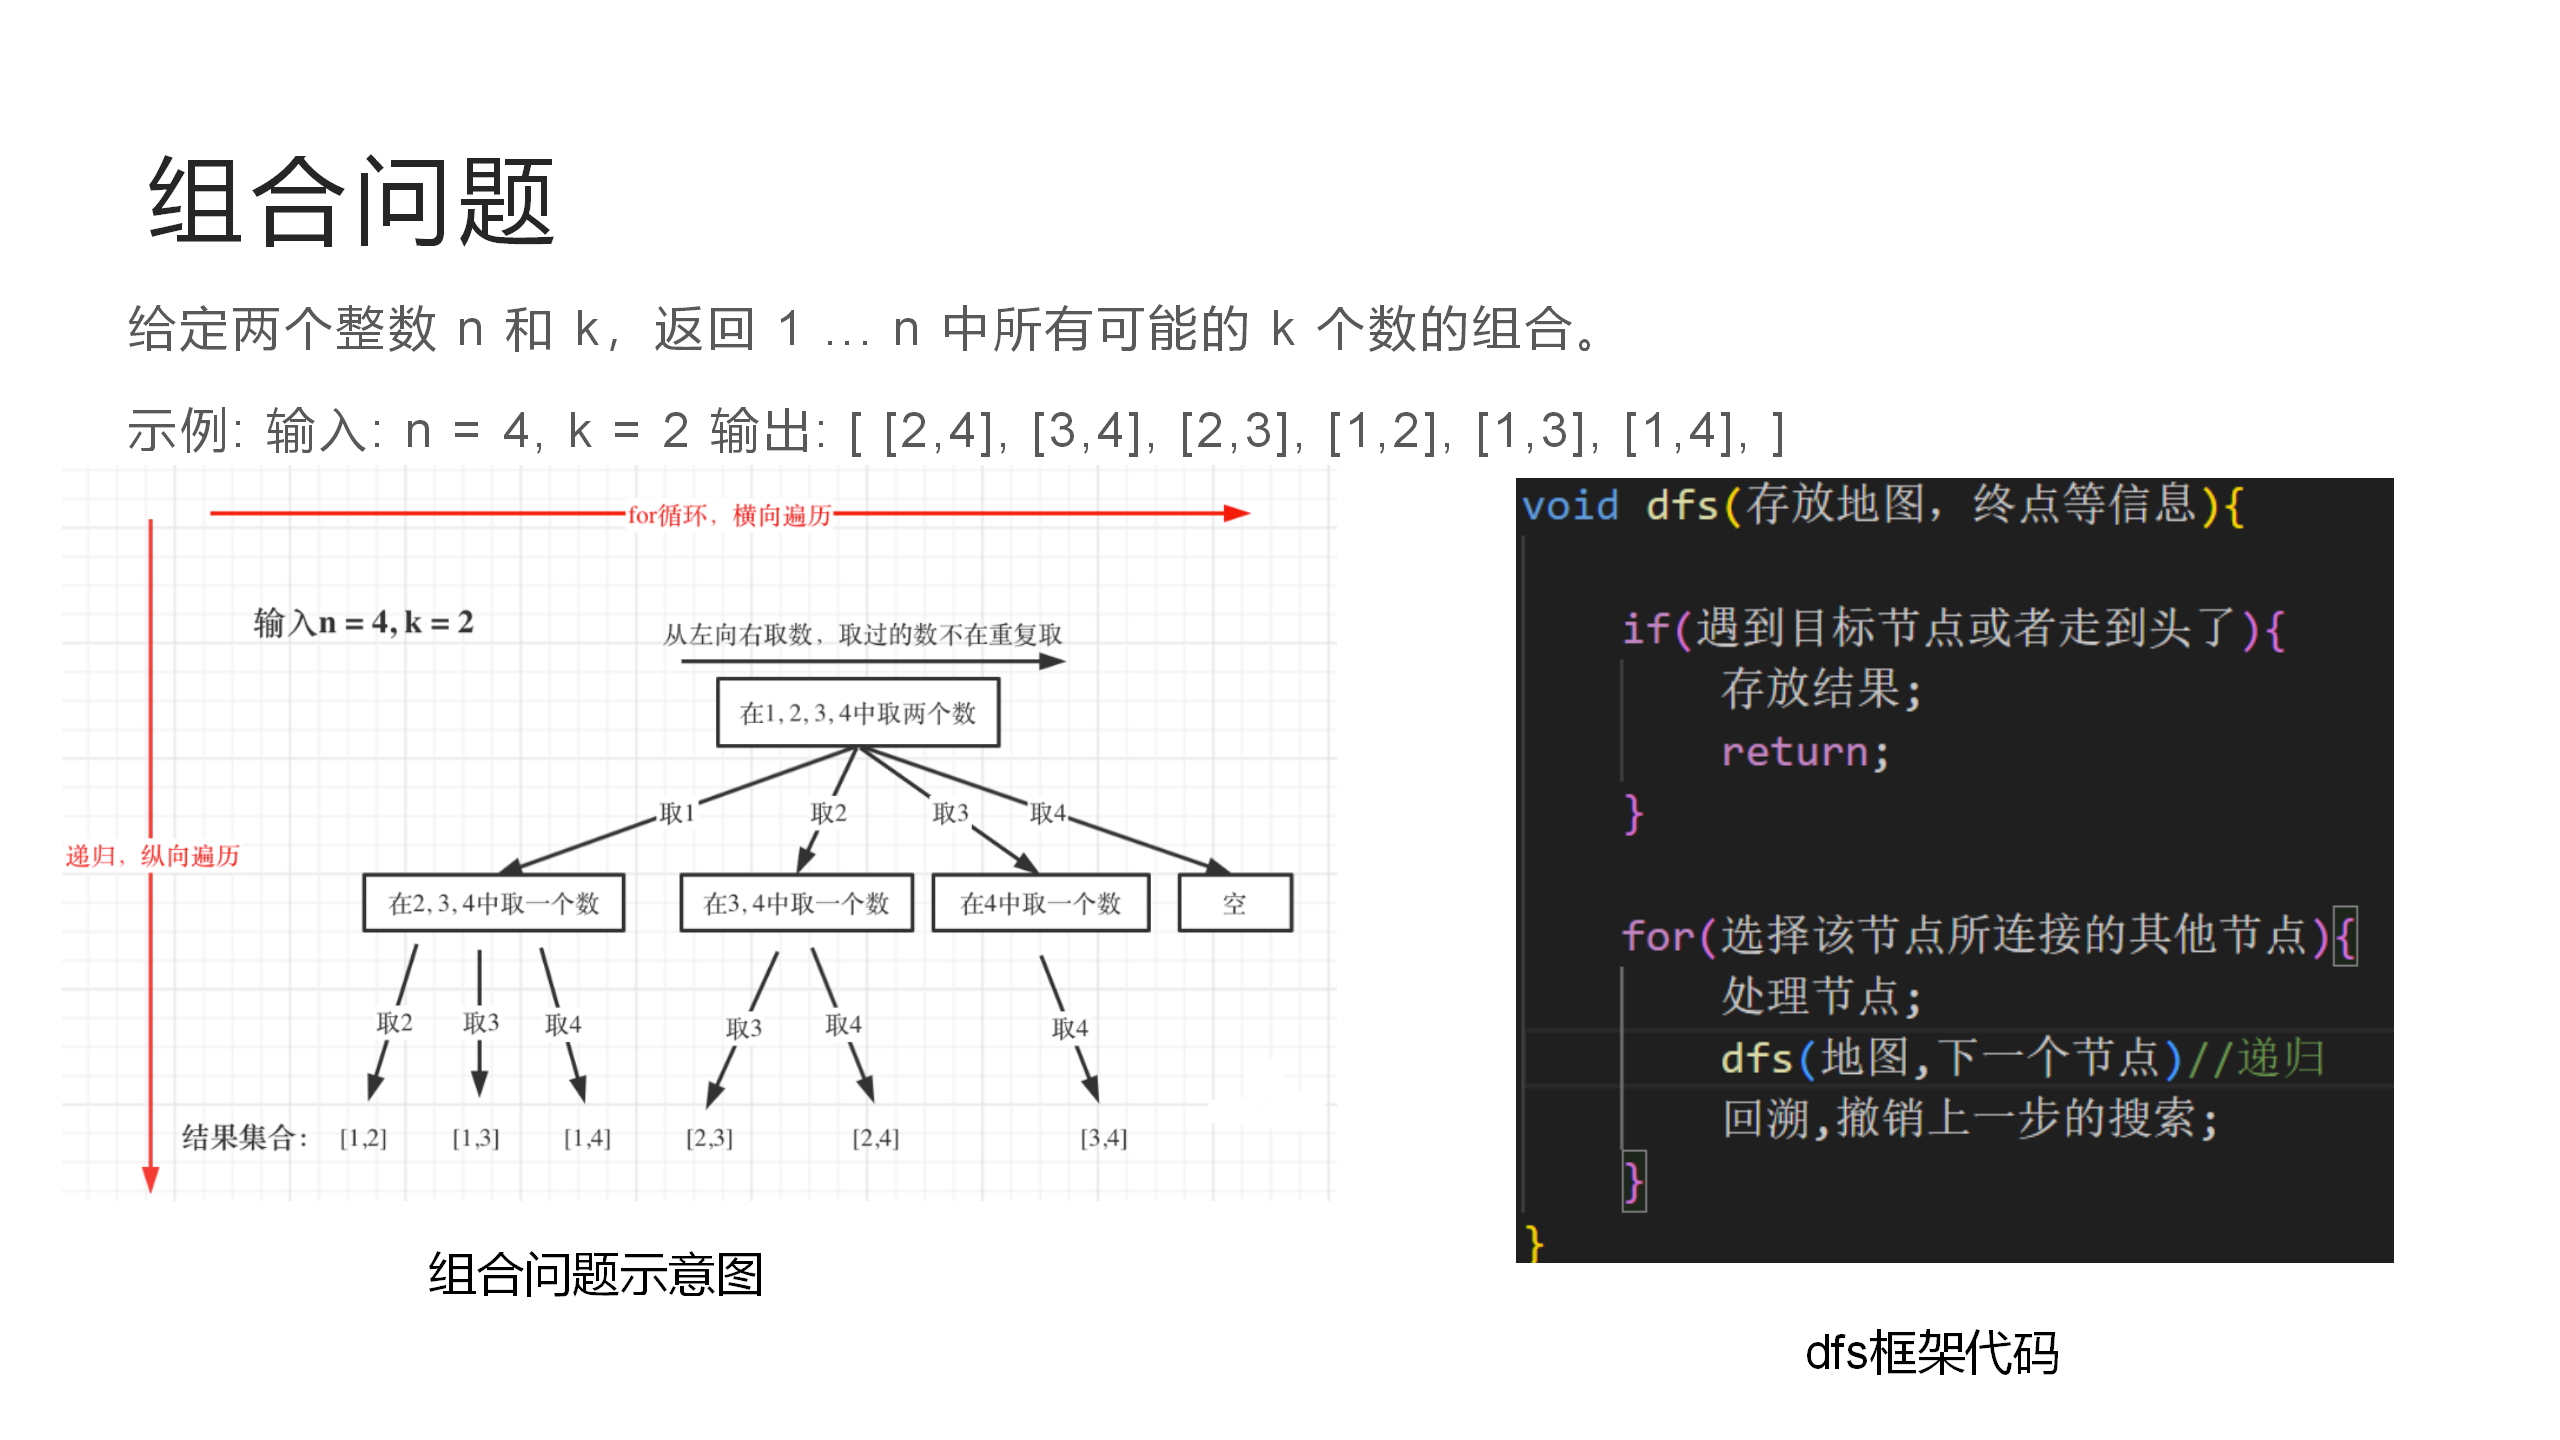 组合问题
给定两个整数 n 和 k，返回 1 ... n 中所有可能的 k 个数的组合。
示例: 输入: n = 4, k = 2 输出: [ [2,4], [3,4], [2,3], [1,2], [1,3], [1,4], ]
for循环，横向遍历
输入n = 4, k = 2
从左向右取数，取过的数不在重复取
在1, 2, 3, 4中取两个数
取1 取2 取3 取4
递归，纵向遍历
在2, 3, 4中取一个数 在3, 4中取一个数 在4中取一个数 空
取2 取3 取4 取3 取4 取4
结果集合： [1,2] [1,3] [1,4] [2,3] [2,4] [3,4]
组合问题示意图
void dfs(存放地图，终点等信息){
if(遇到目标节点或者走到头了){
存放结果;
return;
}
for(选择该节点所连接的其他节点){
处理节点;
dfs(地图,下一个节点)//递归
回溯,撤销上一步的搜索;
}
}
dfs框架代码